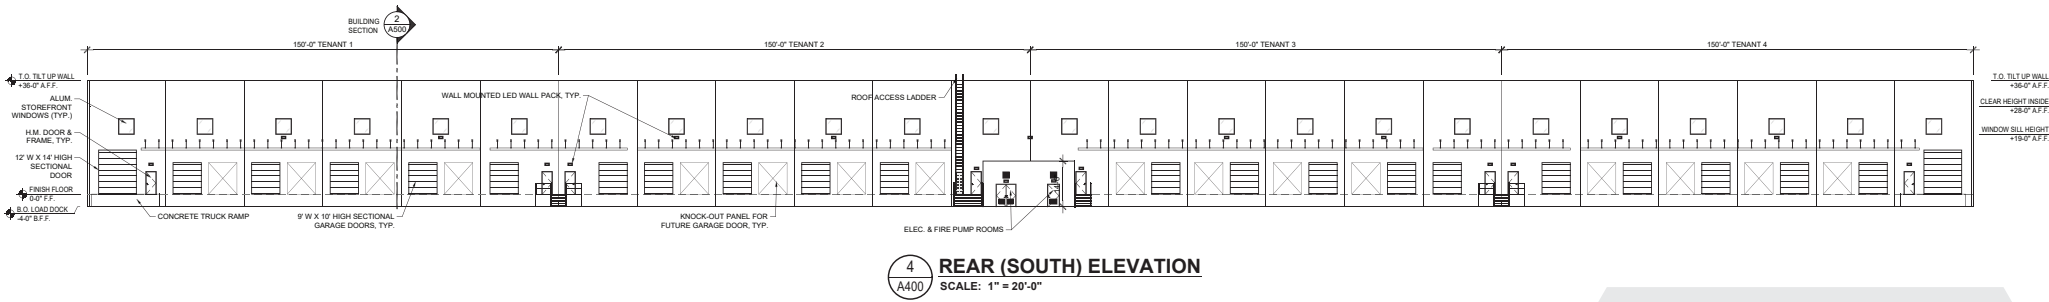 BUILDING
SECTION
2
A500
150'-0" TENANT 1
150'-0" TENANT 2
150'-0" TENANT 3
150'-0" TENANT 4
T.O. TILT UP WALL
+36-0" A.F.F.
ALUM.
STOREFRONT
WINDOWS (TYP.)
H.M. DOOR &
FRAME, TYP.
12' W X 14' HIGH
SECTIONAL
DOOR
FINISH FLOOR
0-0" F.F.
B.O. LOAD DOCK
-4-0" B.F.F.
CONCRETE TRUCK RAMP
9' W X 10' HIGH SECTIONAL
GARAGE DOORS, TYP.
WALL MOUNTED LED WALL PACK, TYP.
KNOCK-OUT PANEL FOR
FUTURE GARAGE DOOR, TYP.
ROOF ACCESS LADDER
ELEC. & FIRE PUMP ROOMS
T.O. TILT UP WALL
+36-0" A.F.F.
CLEAR HEIGHT INSIDE
+28-0" A.F.F.
WINDOW SILL HEIGHT
+19-0" A.F.F.
4
A400
REAR (SOUTH) ELEVATION
SCALE: 1" = 20'-0"